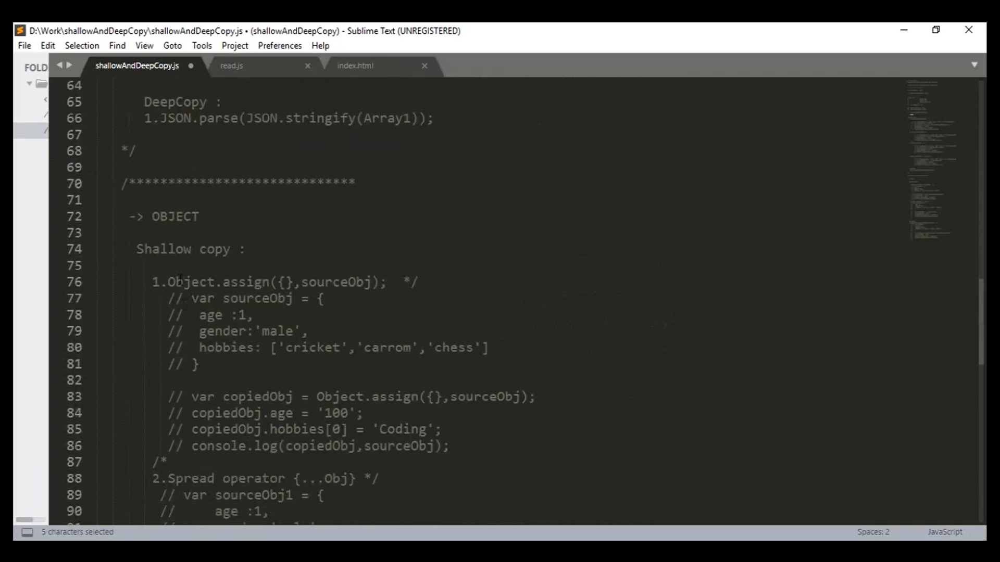 D:\Work\shallowAndDeepCopy\shallowAndDeepCopy.js • (shallowAndDeepCopy) - Sublime Text (UNREGISTERED)
File Edit Selection Find View Goto Tools Project Preferences Help
FOLD
shallowAndDeepCopy.js read.js index.html
64
65 DeepCopy :
66 1.JSON.parse(JSON.stringify(Array1));
67
68 */
69
70 /*****************************
71
72 -> OBJECT
73
74 Shallow copy :
75
76 1.Object.assign({},sourceObj); */
77 // var sourceObj = {
78 // age :1,
79 // gender:'male',
80 // hobbies: ['cricket','carrom','chess']
81 // }
82
83 // var copiedObj = Object.assign({},sourceObj);
84 // copiedObj.age = '100';
85 // copiedObj.hobbies[0] = 'Coding';
86 // console.log(copiedObj,sourceObj);
87 /*
88 2.Spread operator {...Obj} */
89 // var sourceObj1 = {
90 // age :1,
5 characters selected Spaces: 2 JavaScript